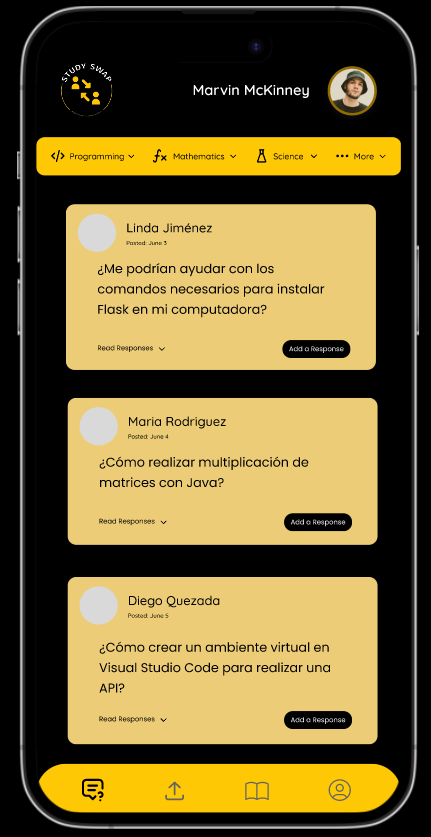 STUDY SWAP
Marvin McKinney
</> Programming
fx Mathematics
Science
••• More
Linda Jiménez
Posted: June 3
¿Me podrían ayudar con los
comandos necesarios para instalar
Flask en mi computadora?
Read Responses
Add a Response
Maria Rodriguez
Posted: June 4
¿Cómo realizar multiplicación de
matrices con Java?
Read Responses
Add a Response
Diego Quezada
Posted: June 5
¿Cómo crear un ambiente virtual en
Visual Studio Code para realizar una
API?
Read Responses
Add a Response